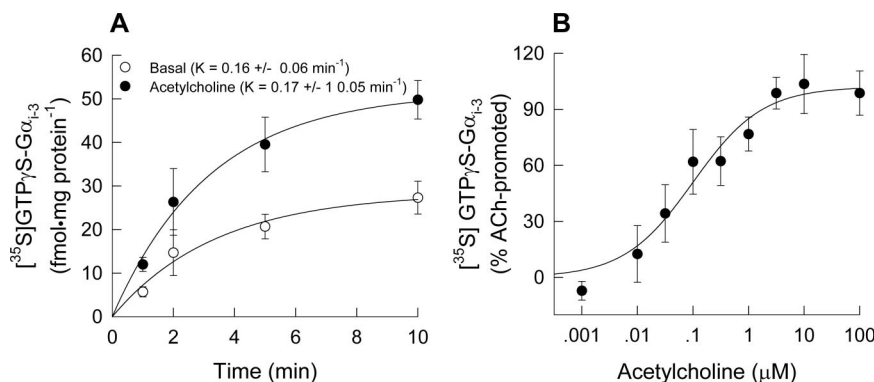 A
[³⁵S]GTPγS-Gα i-3
(fmol•mg protein⁻¹)
60
50
40
30
20
10
0
Basal (K = 0.16 +/- 0.06 min⁻¹)
Acetylcholine (K = 0.17 +/- 1 0.05 min⁻¹)
0 2 4 6 8 10
Time (min)
B
[³⁵S] GTPγS-Gα i-3
(% ACh-promoted)
120
90
60
30
0
.001 .01 .1 1 10 100
Acetylcholine (μM)